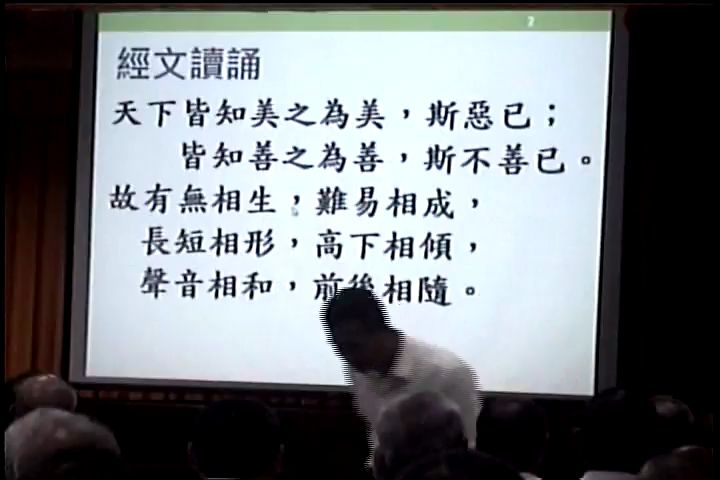 2
經文讀誦
天下皆知美之為美，斯惡已；
皆知善之為善，斯不善已。
故有無相生，難易相成，
長短相形，高下相傾，
聲音相和，前後相隨。